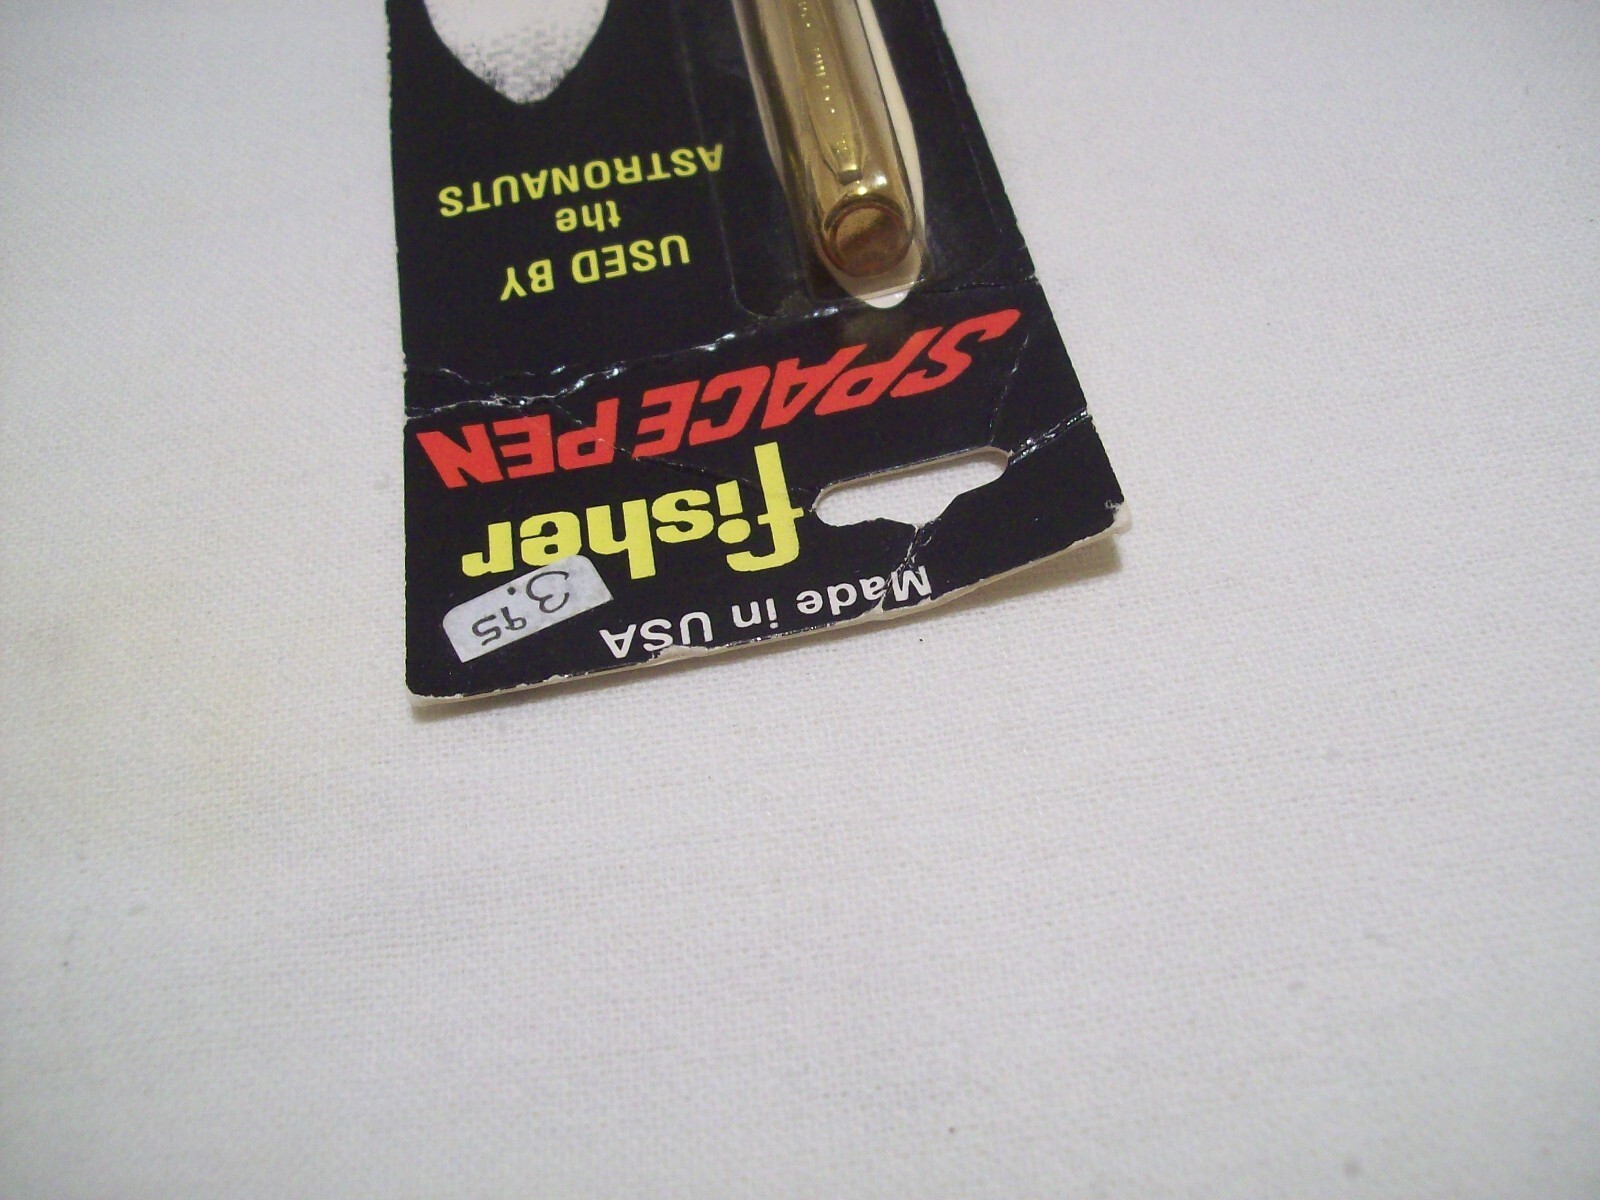 Made in USA
3.95
fisher
SPACE PEN
USED BY
the
ASTRONAUTS